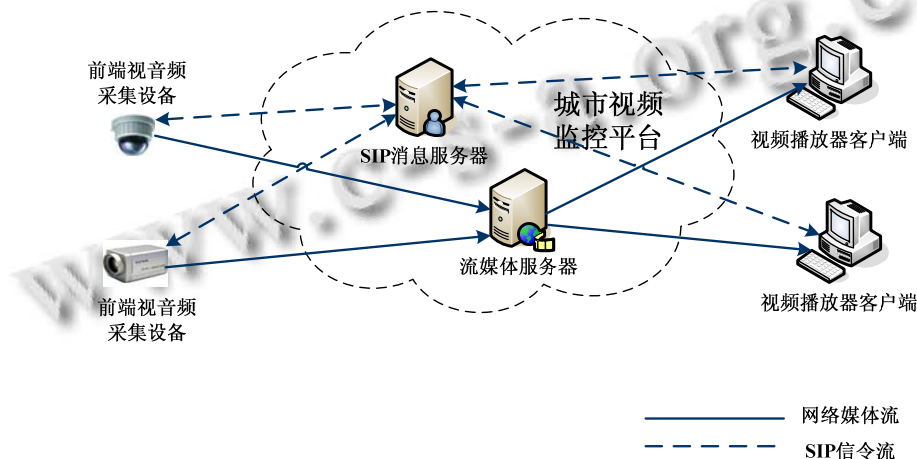 前端视音频
采集设备
SIP消息服务器
城市视频
监控平台
视频播放器客户端
流媒体服务器
前端视音频
采集设备
视频播放器客户端
网络媒体流
SIP信令流
www.c-s-a.org.c